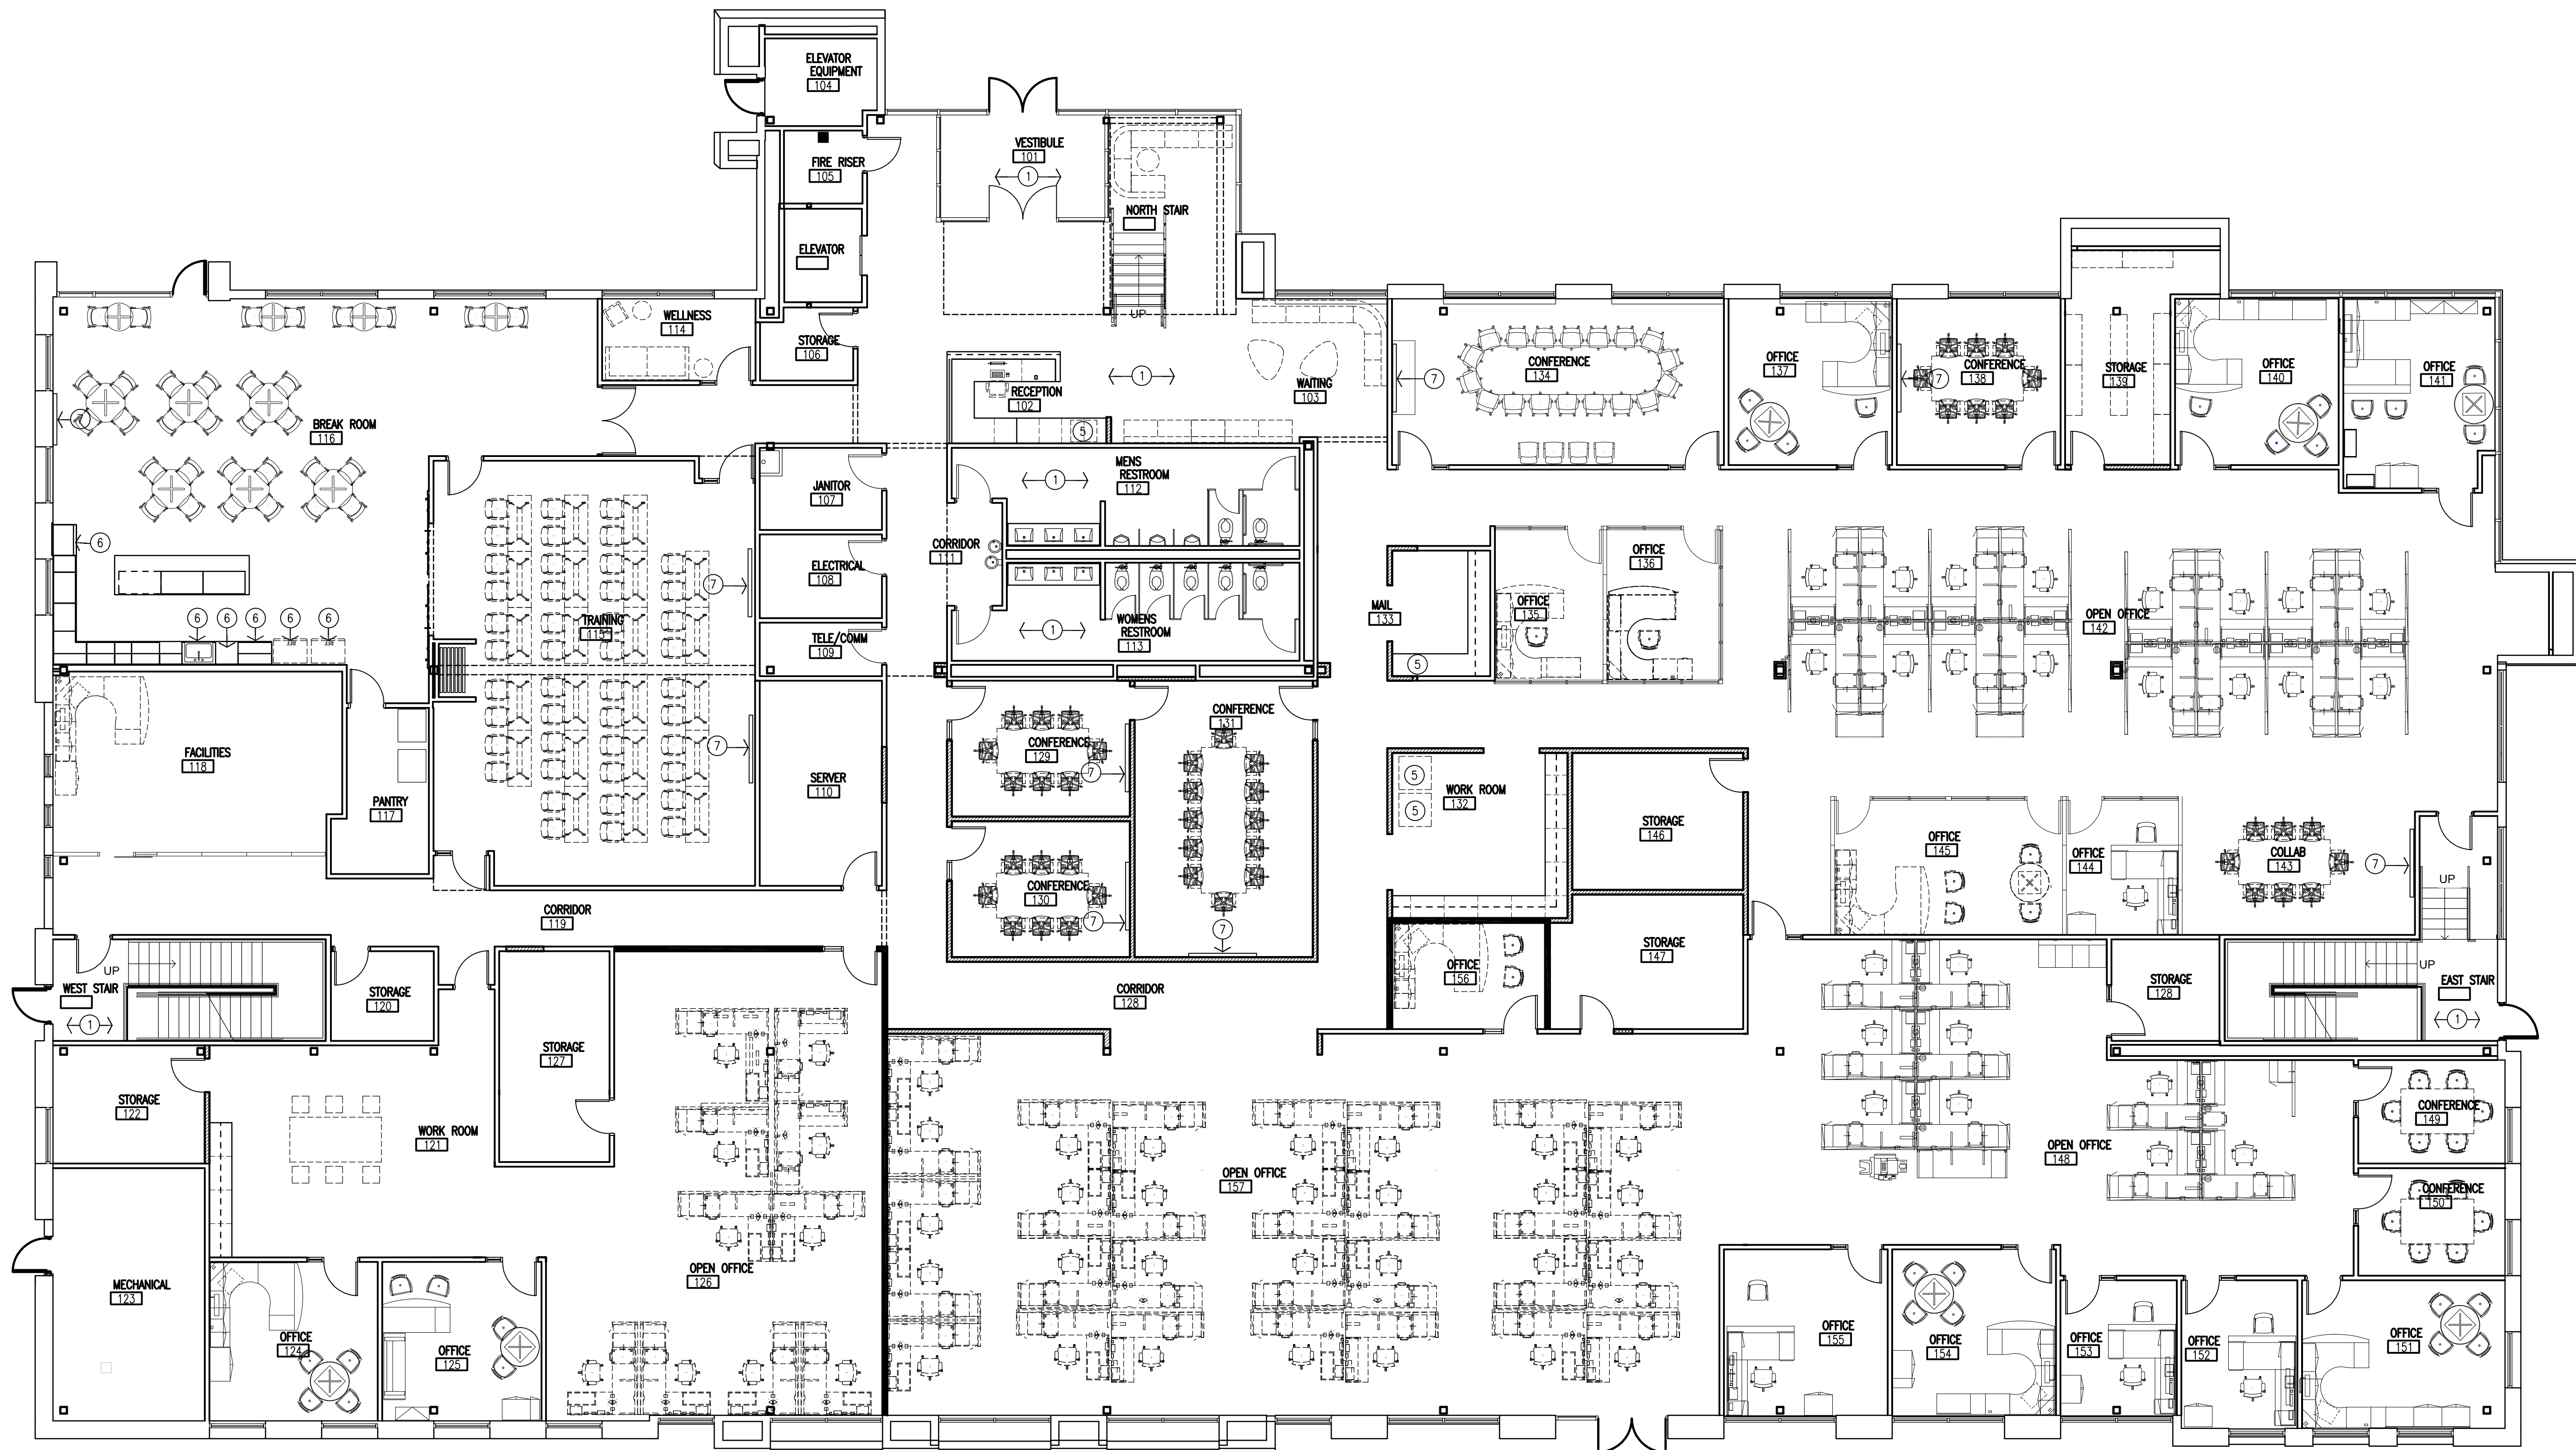 ELEVATOR
EQUIPMENT
104
VESTIBULE
101
1
FIRE RISER
105
NORTH STAIR
ELEVATOR
UP
WELLNESS
114
STORAGE
106
BREAK ROOM
116
7
RECEPTION
102
5
1
WAITING
103
7
CONFERENCE
134
OFFICE
137
7
CONFERENCE
138
STORAGE
139
OFFICE
140
OFFICE
141
JANITOR
107
MENS
RESTROOM
112
1
ELECTRICAL
108
CORRIDOR
111
TELE/COMM
109
WOMENS
RESTROOM
113
1
6
6
6
6
6
6
TRAINING
115
7
7
MAIL
133
5
OFFICE
135
OFFICE
136
OPEN OFFICE
142
FACILITIES
118
PANTRY
117
SERVER
110
CONFERENCE
129
7
CONFERENCE
131
7
CONFERENCE
130
7
5
5
WORK ROOM
132
STORAGE
146
OFFICE
145
OFFICE
144
COLLAB
143
7
UP
CORRIDOR
119
STORAGE
147
OFFICE
156
UP
WEST STAIR
1
STORAGE
120
CORRIDOR
128
STORAGE
128
UP
EAST STAIR
1
STORAGE
127
STORAGE
122
WORK ROOM
121
OPEN OFFICE
157
OPEN OFFICE
148
CONFERENCE
149
CONFERENCE
150
MECHANICAL
123
OPEN OFFICE
126
OFFICE
124
OFFICE
125
OFFICE
155
OFFICE
154
OFFICE
153
OFFICE
152
OFFICE
151